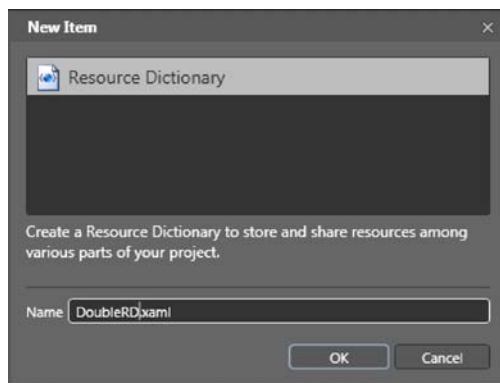 New Item
Resource Dictionary
Create a Resource Dictionary to store and share resources among
various parts of your project.
Name DoubleRD.xaml
OK Cancel